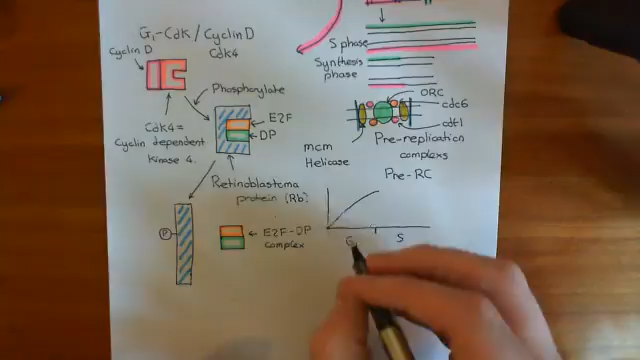 G1-Cdk / Cyclin D
Cyclin D
Cdk4
Phosphorylate
E2F
DP
Cdk4 =
Cyclin dependent
kinase 4.
Retinoblastoma
protein (Rb)
P
E2F-DP
complex
S phase
Synthesis
phase
ORC
cdc6
cdt1
mcm
Helicase
Pre-replication
complexs
Pre-RC
G
S